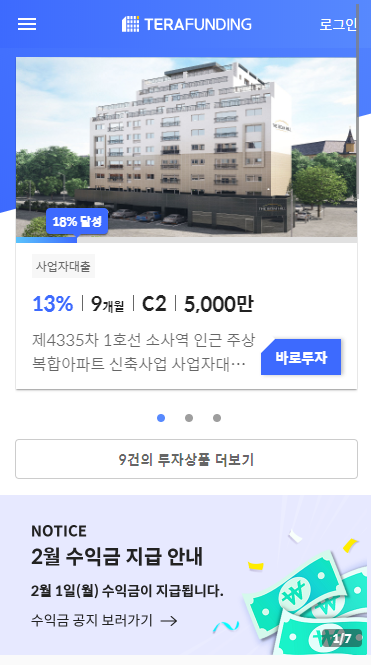 TERAFUNDING
로그인
18% 달성
사업자대출
13% | 9개월 | C2 | 5,000만
제4335차 1호선 소사역 인근 주상
복합아파트 신축사업 사업자대…
바로투자
9건의 투자상품 더보기
NOTICE
2월 수익금 지급 안내
2월 1일(월) 수익금이 지급됩니다.
수익금 공지 보러가기 →
1/7